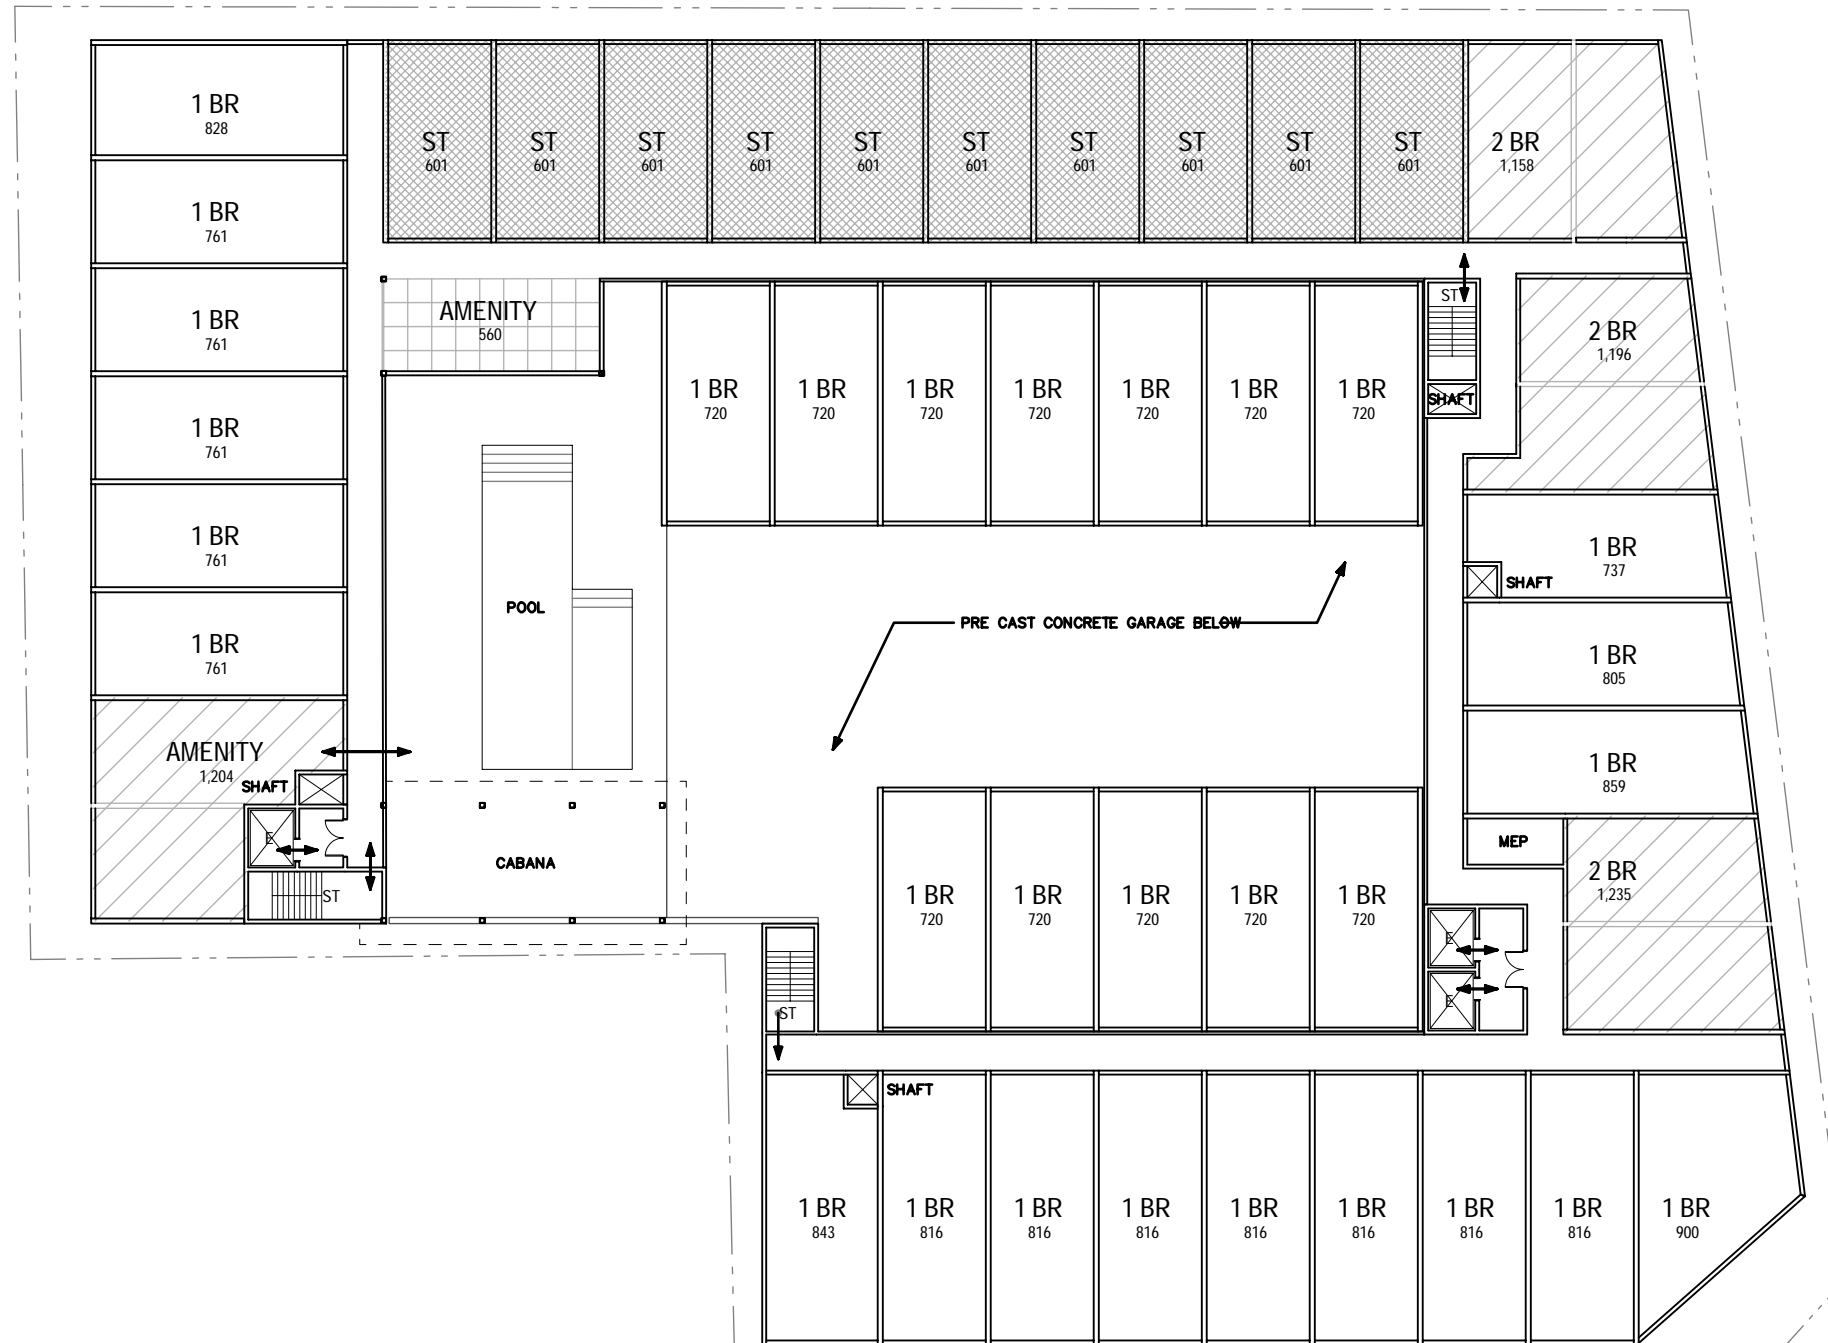 1 BR
828
ST
601
ST
601
ST
601
ST
601
ST
601
ST
601
ST
601
ST
601
ST
601
ST
601
2 BR
1,158
1 BR
761
1 BR
761
1 BR
761
1 BR
761
1 BR
761
AMENITY
1,204
SHAFT
E
ST
AMENITY
560
POOL
CABANA
1 BR
720
1 BR
720
1 BR
720
1 BR
720
1 BR
720
1 BR
720
1 BR
720
ST
SHAFT
2 BR
1,196
1 BR
737
SHAFT
PRE CAST CONCRETE GARAGE BELOW
1 BR
805
1 BR
859
MEP
2 BR
1,235
1 BR
720
1 BR
720
1 BR
720
1 BR
720
1 BR
720
E
E
ST
SHAFT
1 BR
843
1 BR
816
1 BR
816
1 BR
816
1 BR
816
1 BR
816
1 BR
816
1 BR
816
1 BR
900